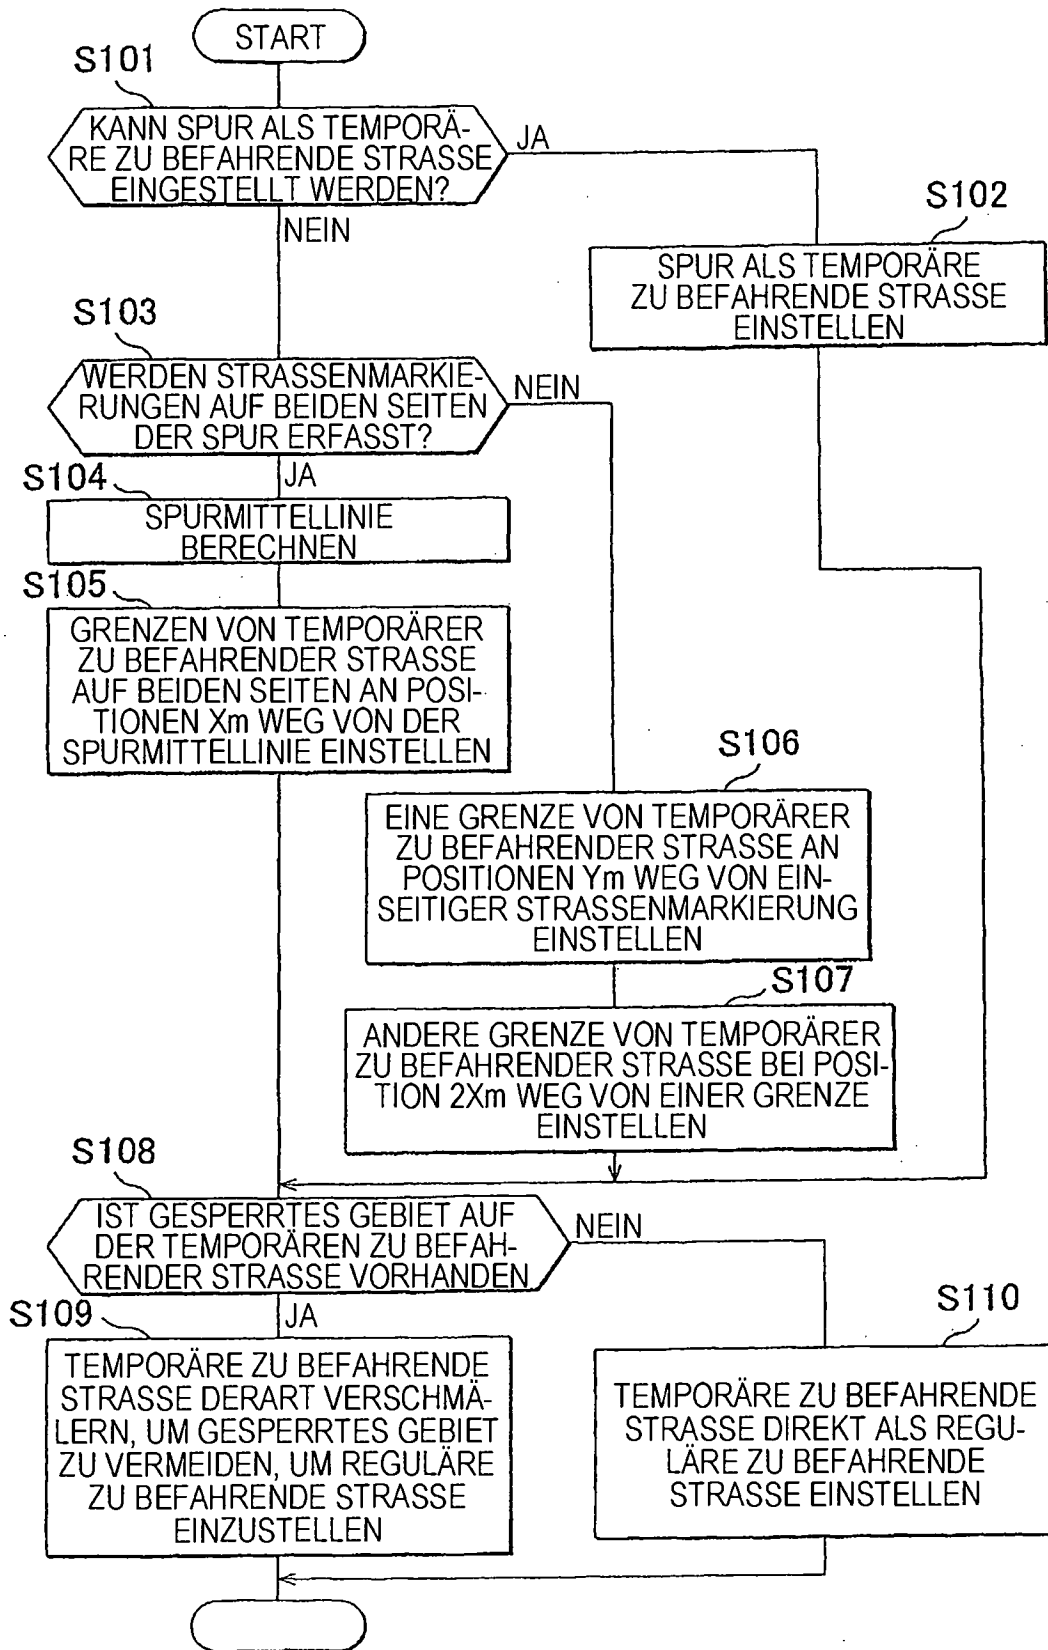 START
S101
KANN SPUR ALS TEMPORÄ-
RE ZU BEFAHRENDE STRASSE
EINGESTELLT WERDEN?
JA
NEIN
S102
SPUR ALS TEMPORÄRE
ZU BEFAHRENDE STRASSE
EINSTELLEN
S103
WERDEN STRASSENMARKIE-
RUNGEN AUF BEIDEN SEITEN
DER SPUR ERFASST?
NEIN
JA
S104
SPURMITTELLINIE
BERECHNEN
S105
GRENZEN VON TEMPORÄRER
ZU BEFAHRENDER STRASSE
AUF BEIDEN SEITEN AN POSI-
TIONEN Xm WEG VON DER
SPURMITTELLINIE EINSTELLEN
S106
EINE GRENZE VON TEMPORÄRER
ZU BEFAHRENDER STRASSE AN
POSITIONEN Ym WEG VON EIN-
SEITIGER STRASSENMARKIERUNG
EINSTELLEN
S107
ANDERE GRENZE VON TEMPORÄRER
ZU BEFAHRENDER STRASSE BEI POSI-
TION 2Xm WEG VON EINER GRENZE
EINSTELLEN
S108
IST GESPERRTES GEBIET AUF
DER TEMPORÄREN ZU BEFAH-
RENDER STRASSE VORHANDEN
NEIN
JA
S109
TEMPORÄRE ZU BEFAHRENDE
STRASSE DERART VERSCHMÄ-
LERN, UM GESPERRTES GEBIET
ZU VERMEIDEN, UM REGULÄRE
ZU BEFAHRENDE STRASSE
EINZUSTELLEN
S110
TEMPORÄRE ZU BEFAHRENDE
STRASSE DIREKT ALS REGU-
LÄRE ZU BEFAHRENDE
STRASSE EINSTELLEN